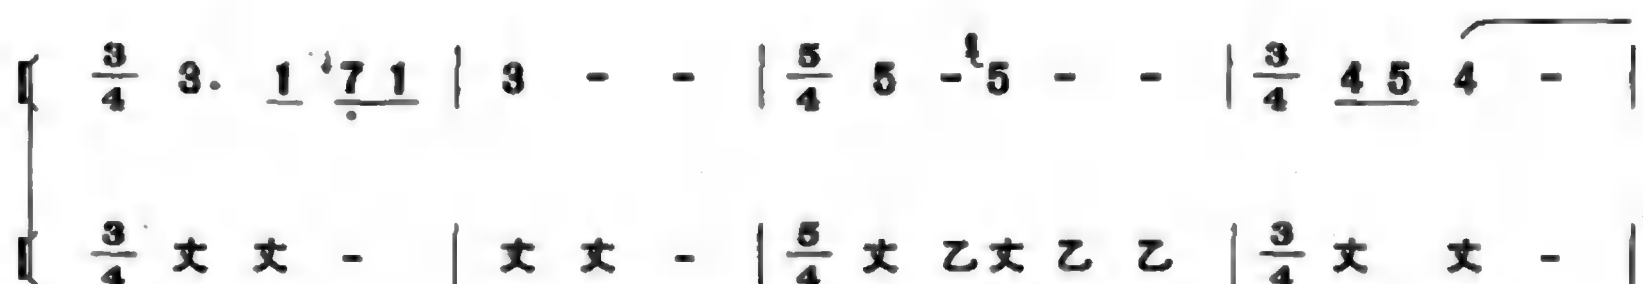 3/4 3. 1 ↓7 1 | 3 - - | 5/4 5 - 5 - - | 3/4 4 5 4 - |
3/4 丈 丈 - | 丈 丈 - | 5/4 丈 乙 丈 乙 乙 | 3/4 丈 丈 - |